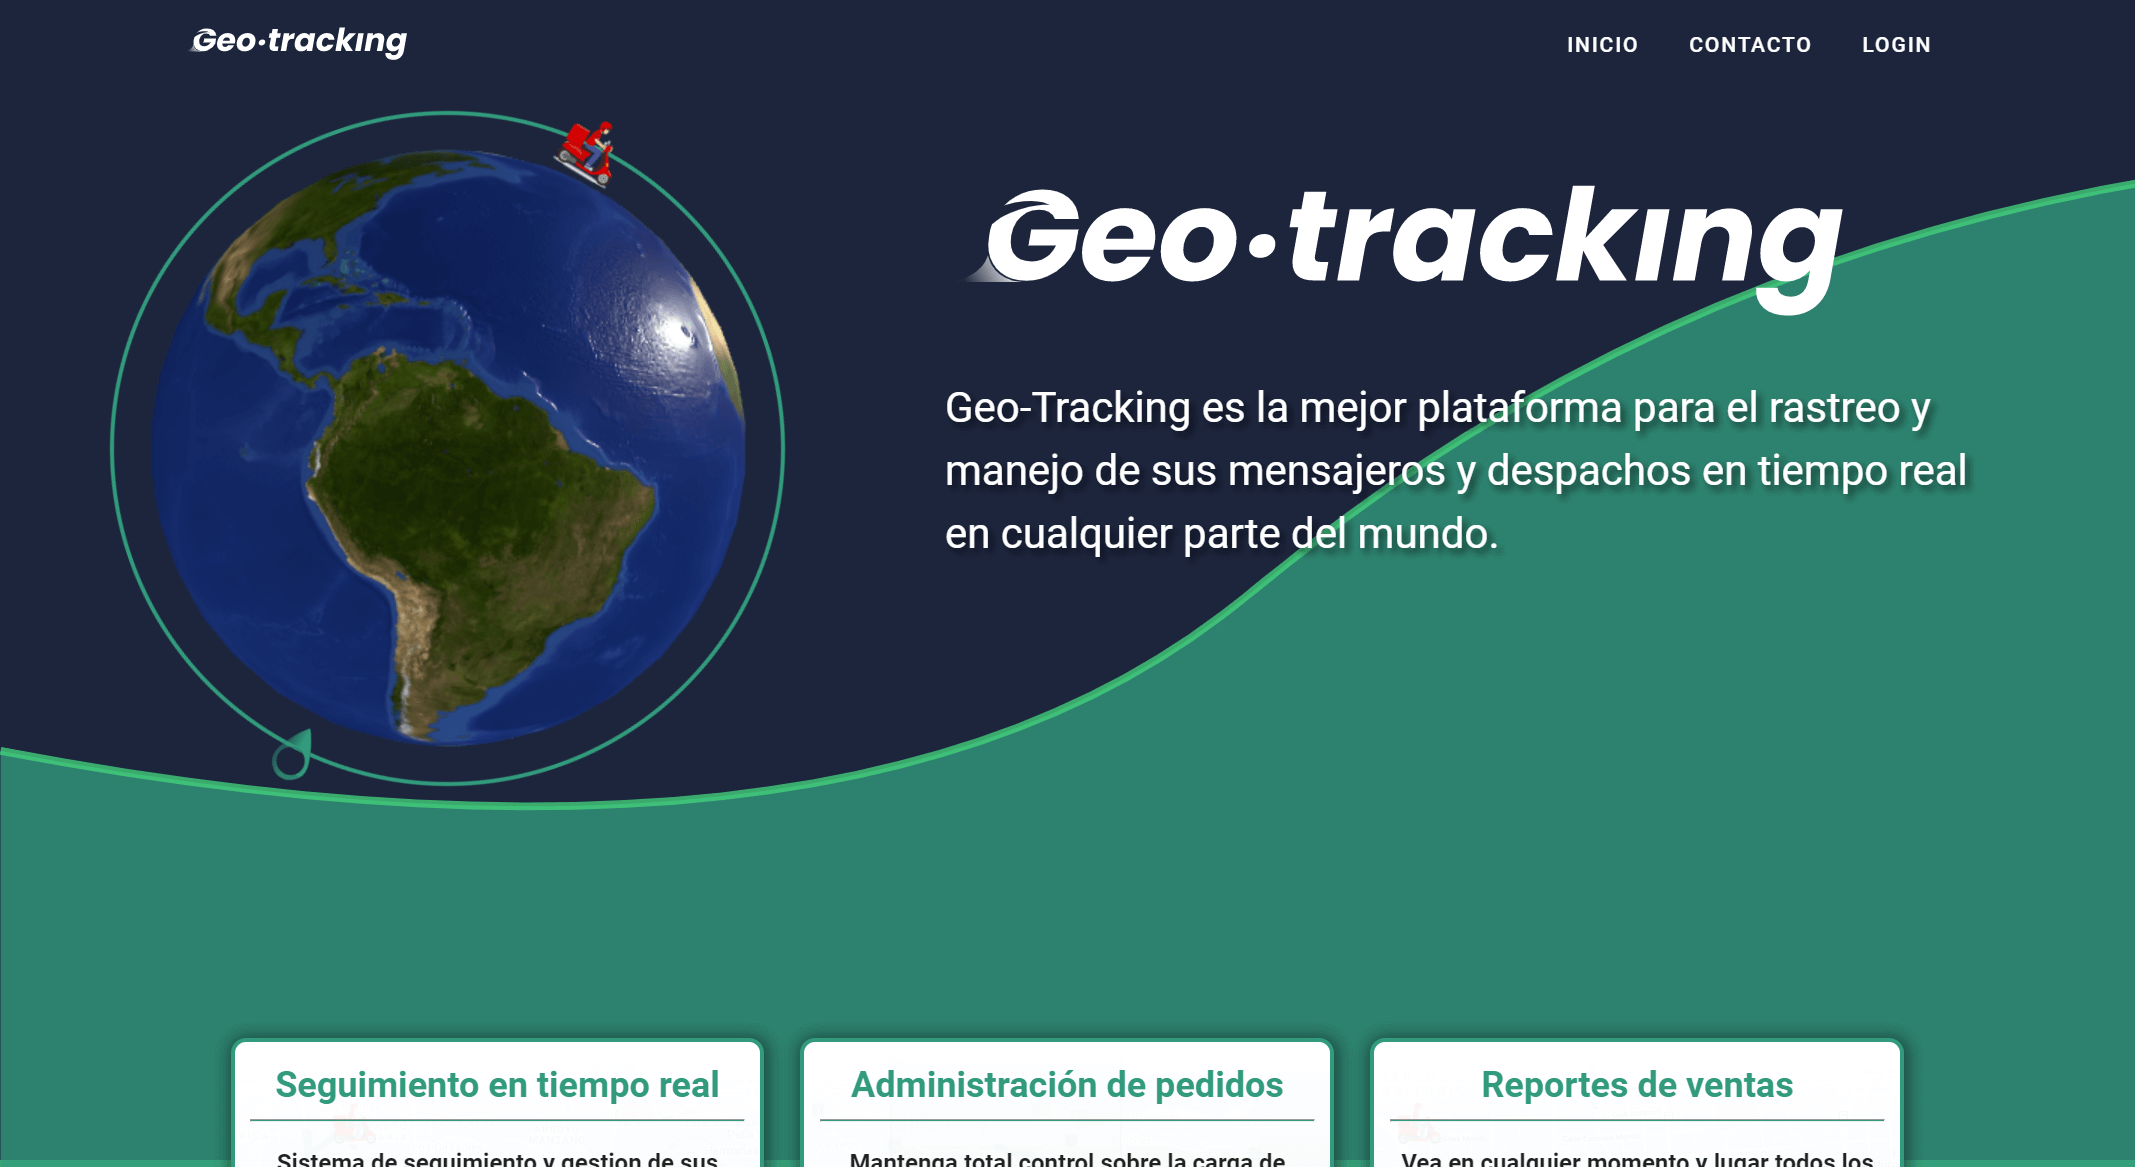 Geo·trackıng
INICIO CONTACTO LOGIN
Geo·trackıng
Geo-Tracking es la mejor plataforma para el rastreo y
manejo de sus mensajeros y despachos en tiempo real
en cualquier parte del mundo.
Seguimiento en tiempo real
Sistema de seguimiento y gestion de sus
Administración de pedidos
Mantenga total control sobre la carga de
Reportes de ventas
Vea en cualquier momento y lugar todos los